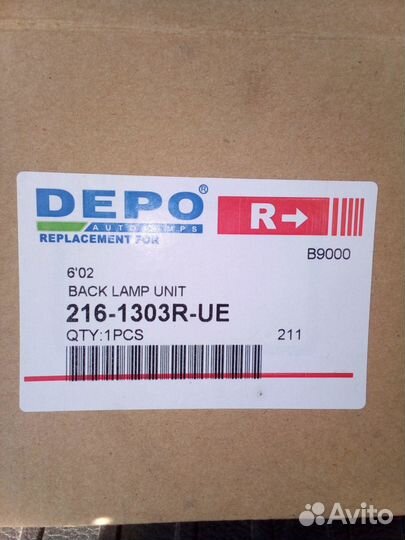 DEPO®
AUTO LAMPS
REPLACEMENT FOR
R→
B9000
6'02
BACK LAMP UNIT
216-1303R-UE
QTY:1PCS 211
Avito